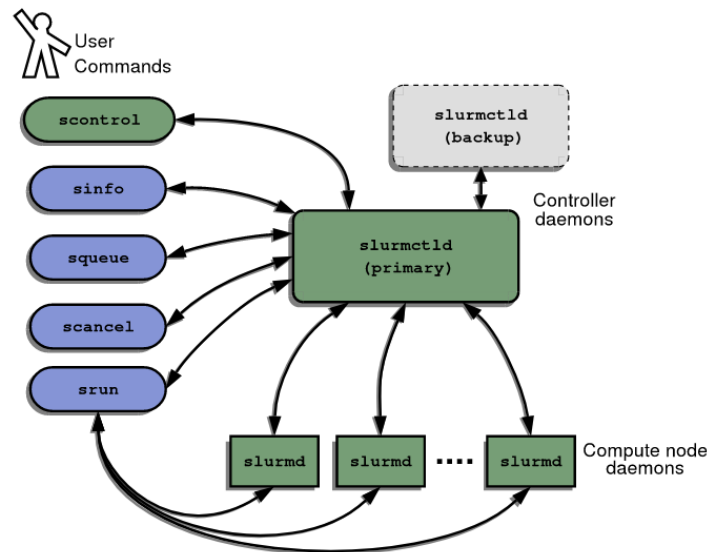 User
Commands
scontrol
slurmctld
(backup)
sinfo
Controller
daemons
squeue
slurmctld
(primary)
scancel
srun
slurmd
slurmd
....
slurmd
Compute node
daemons